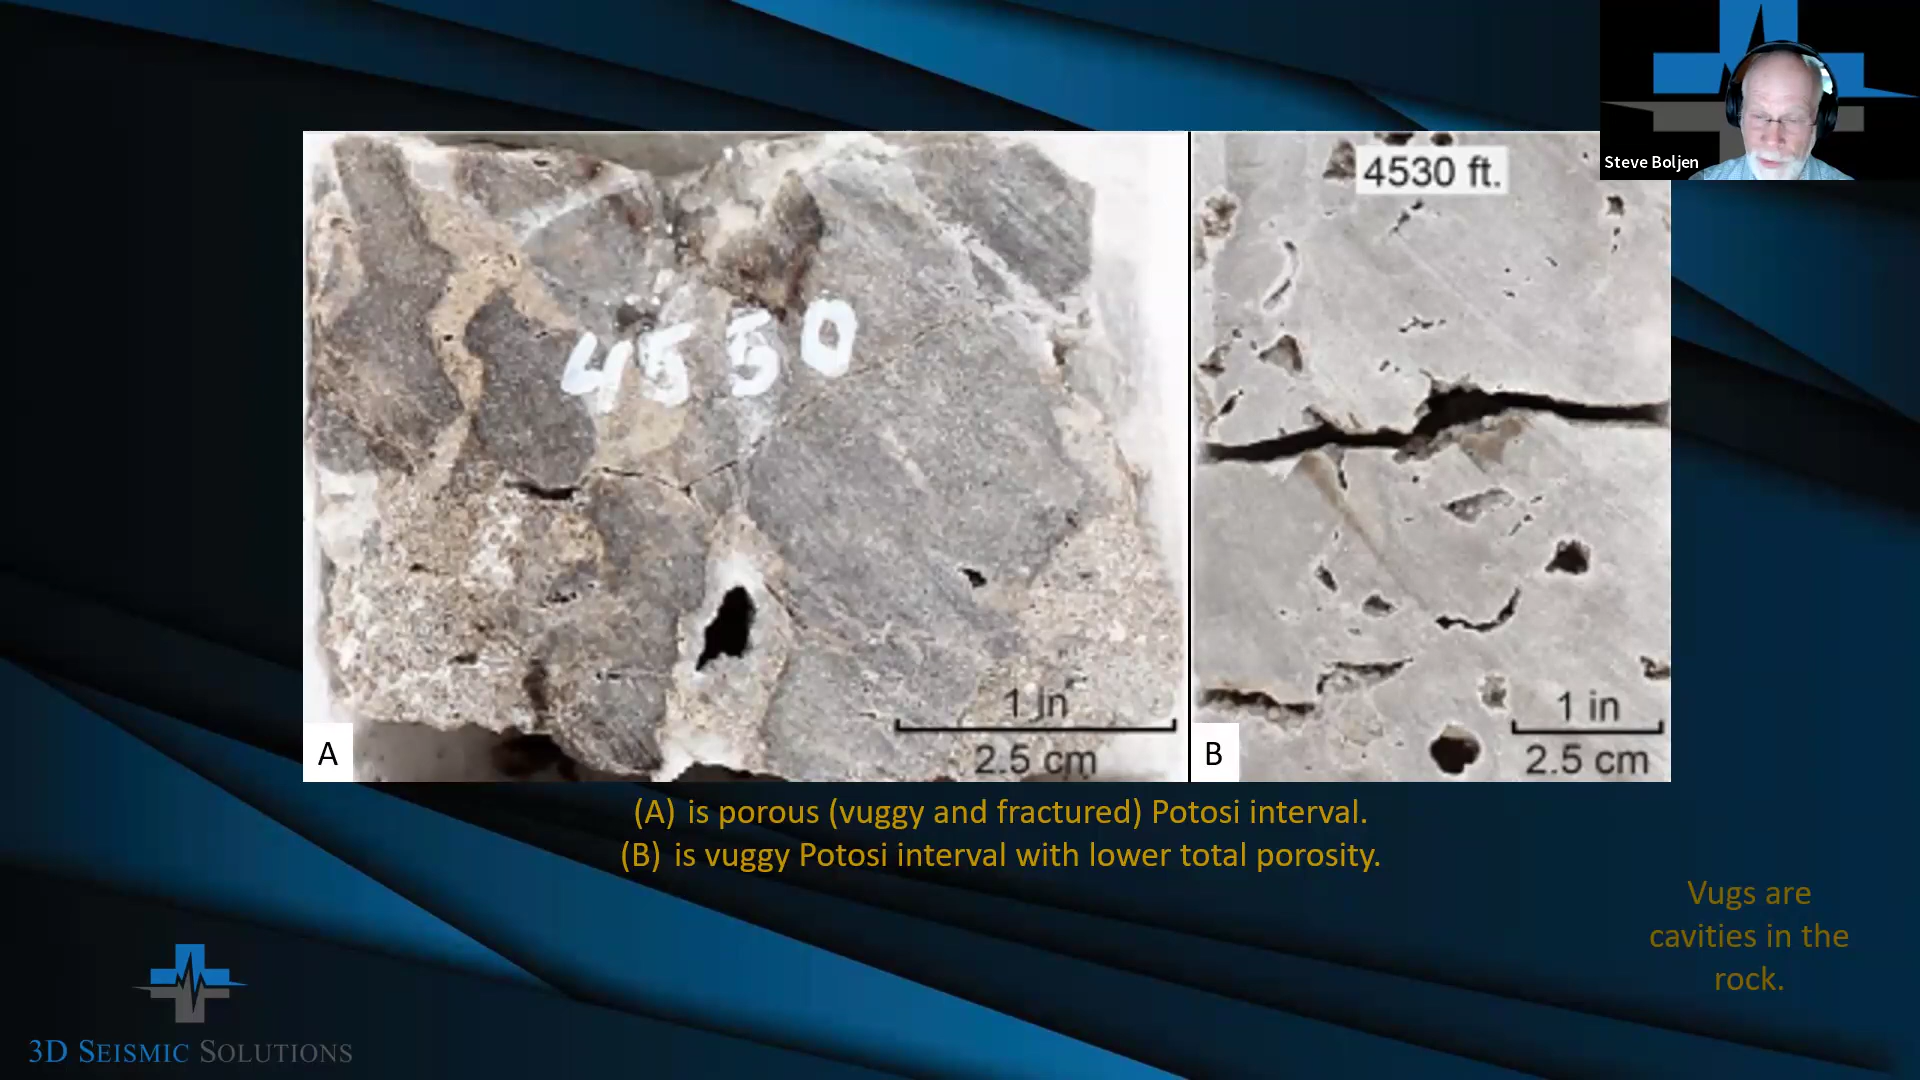 Steve Boljen
4530 ft.
4550
1 in
2.5 cm
A
1 in
2.5 cm
B
(A) is porous (vuggy and fractured) Potosi interval.
(B) is vuggy Potosi interval with lower total porosity.
Vugs are
cavities in the
rock.
3D SEISMIC SOLUTIONS